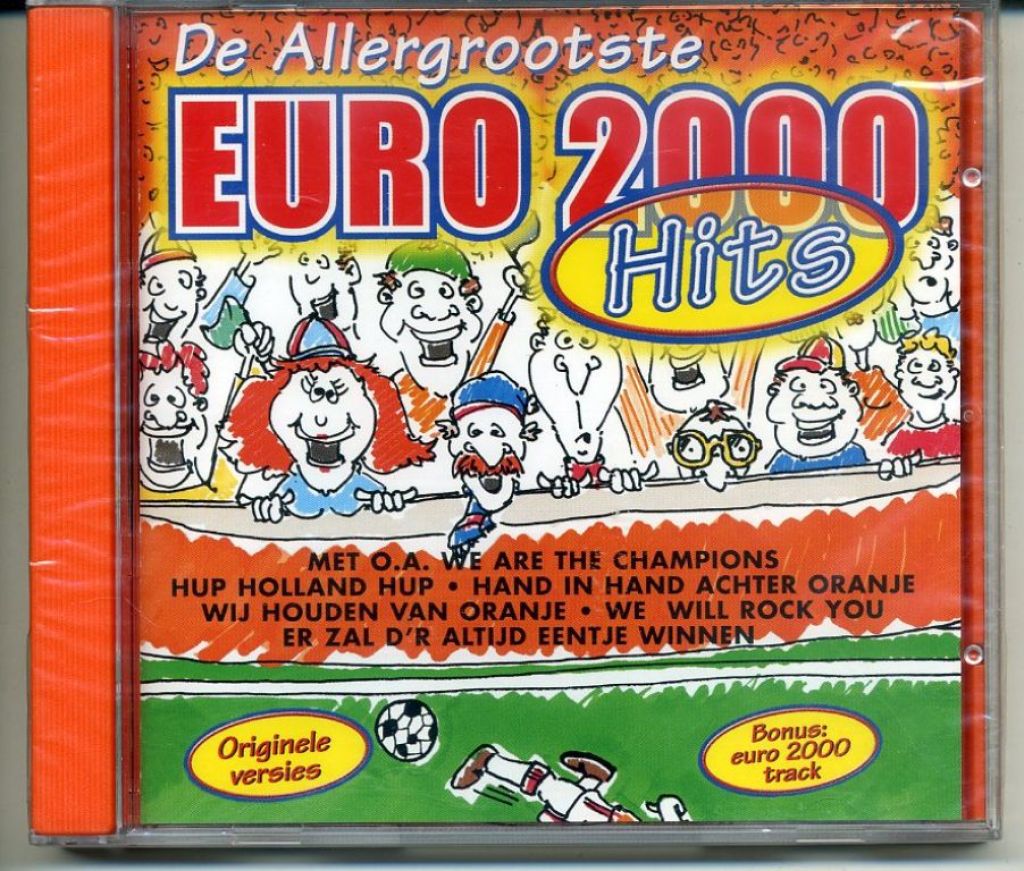 De Allergrootste
EURO 2000
Hits
MET O.A. WE ARE THE CHAMPIONS
HUP HOLLAND HUP • HAND IN HAND ACHTER ORANJE
WIJ HOUDEN VAN ORANJE • WE WILL ROCK YOU
ER ZAL D'R ALTIJD EENTJE WINNEN
Originele
versies
Bonus:
euro 2000
track